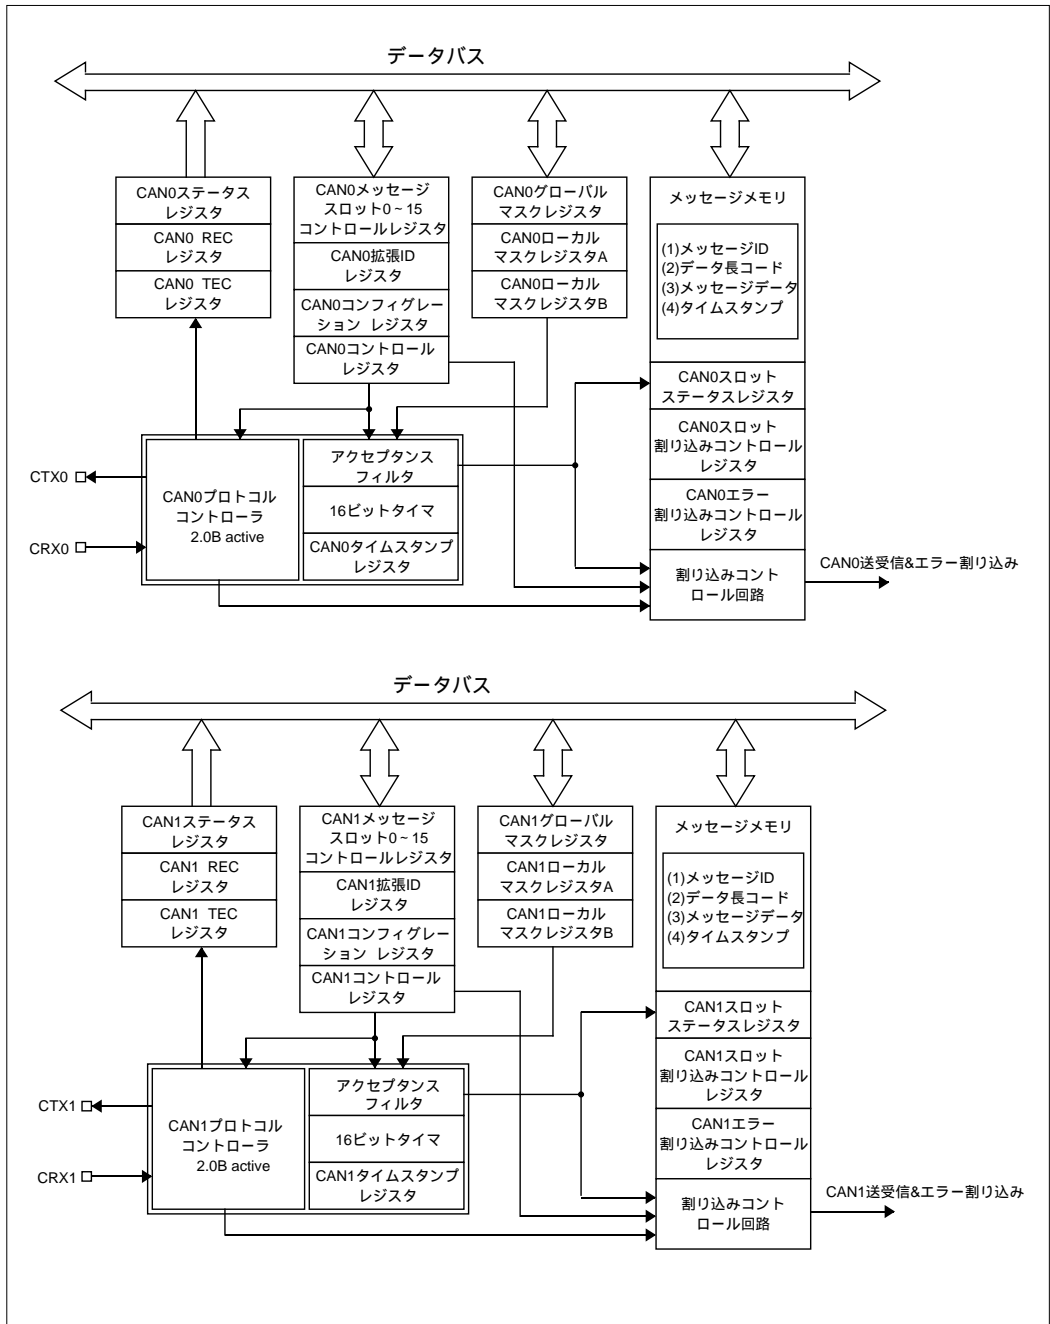 データバス
CAN0ステータス
レジスタ
CAN0 REC
レジスタ
CAN0 TEC
レジスタ
CAN0メッセージ
スロット0~15
コントロールレジスタ
CAN0拡張ID
レジスタ
CAN0コンフィグレー
ション レジスタ
CAN0コントロール
レジスタ
CAN0グローバル
マスクレジスタ
CAN0ローカル
マスクレジスタA
CAN0ローカル
マスクレジスタB
メッセージメモリ
(1)メッセージID
(2)データ長コード
(3)メッセージデータ
(4)タイムスタンプ
CAN0スロット
ステータスレジスタ
CAN0スロット
割り込みコントロール
レジスタ
CAN0エラー
割り込みコントロール
レジスタ
割り込みコント
ロール回路
CAN0送受信&エラー割り込み
CTX0
CRX0
CAN0プロトコル
コントローラ
2.0B active
アクセプタンス
フィルタ
16ビットタイマ
CAN0タイムスタンプ
レジスタ
データバス
CAN1ステータス
レジスタ
CAN1 REC
レジスタ
CAN1 TEC
レジスタ
CAN1メッセージ
スロット0~15
コントロールレジスタ
CAN1拡張ID
レジスタ
CAN1コンフィグレー
ション レジスタ
CAN1コントロール
レジスタ
CAN1グローバル
マスクレジスタ
CAN1ローカル
マスクレジスタA
CAN1ローカル
マスクレジスタB
メッセージメモリ
(1)メッセージID
(2)データ長コード
(3)メッセージデータ
(4)タイムスタンプ
CAN1スロット
ステータスレジスタ
CAN1スロット
割り込みコントロール
レジスタ
CAN1エラー
割り込みコントロール
レジスタ
割り込みコント
ロール回路
CAN1送受信&エラー割り込み
CTX1
CRX1
CAN1プロトコル
コントローラ
2.0B active
アクセプタンス
フィルタ
16ビットタイマ
CAN1タイムスタンプ
レジスタ